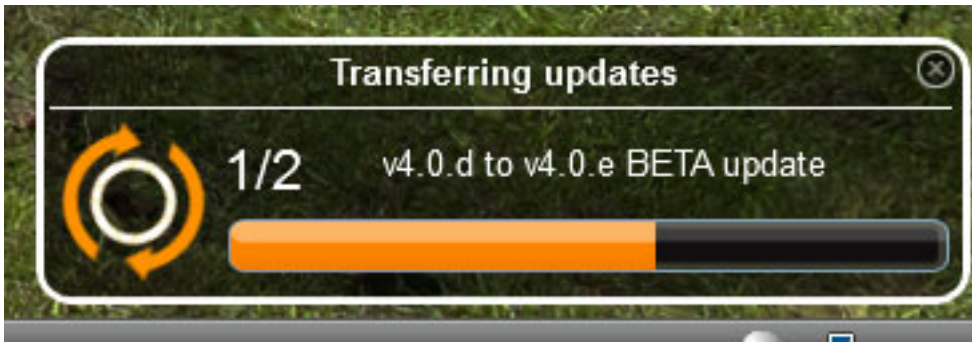 Transferring updates
1/2 v4.0.d to v4.0.e BETA update